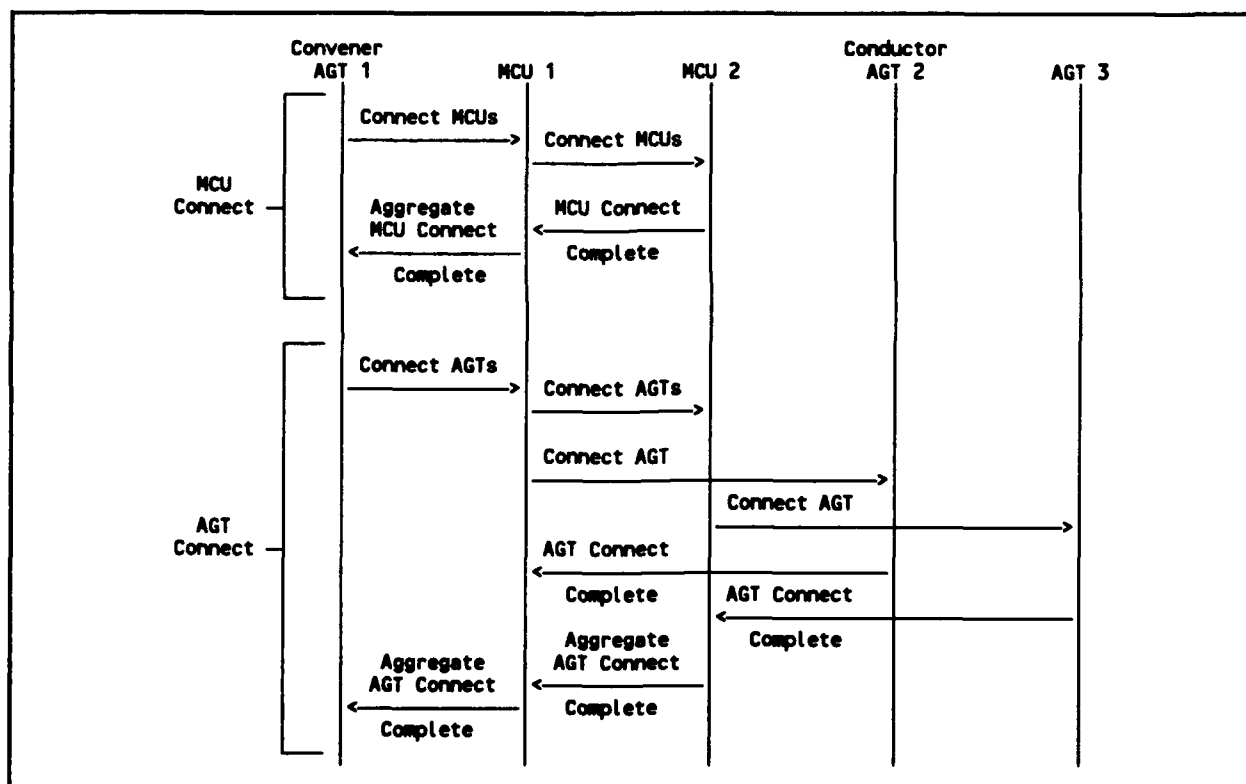 Convener
Conductor
AGT 1
MCU 1
MCU 2
AGT 2
AGT 3
Connect MCUs
Connect MCUs
MCU
Connect
Aggregate
MCU Connect
Complete
MCU Connect
Complete
Connect AGTs
Connect AGTs
Connect AGT
Connect AGT
AGT
Connect
AGT Connect
Complete
AGT Connect
Complete
Aggregate
AGT Connect
Complete
Aggregate
AGT Connect
Complete